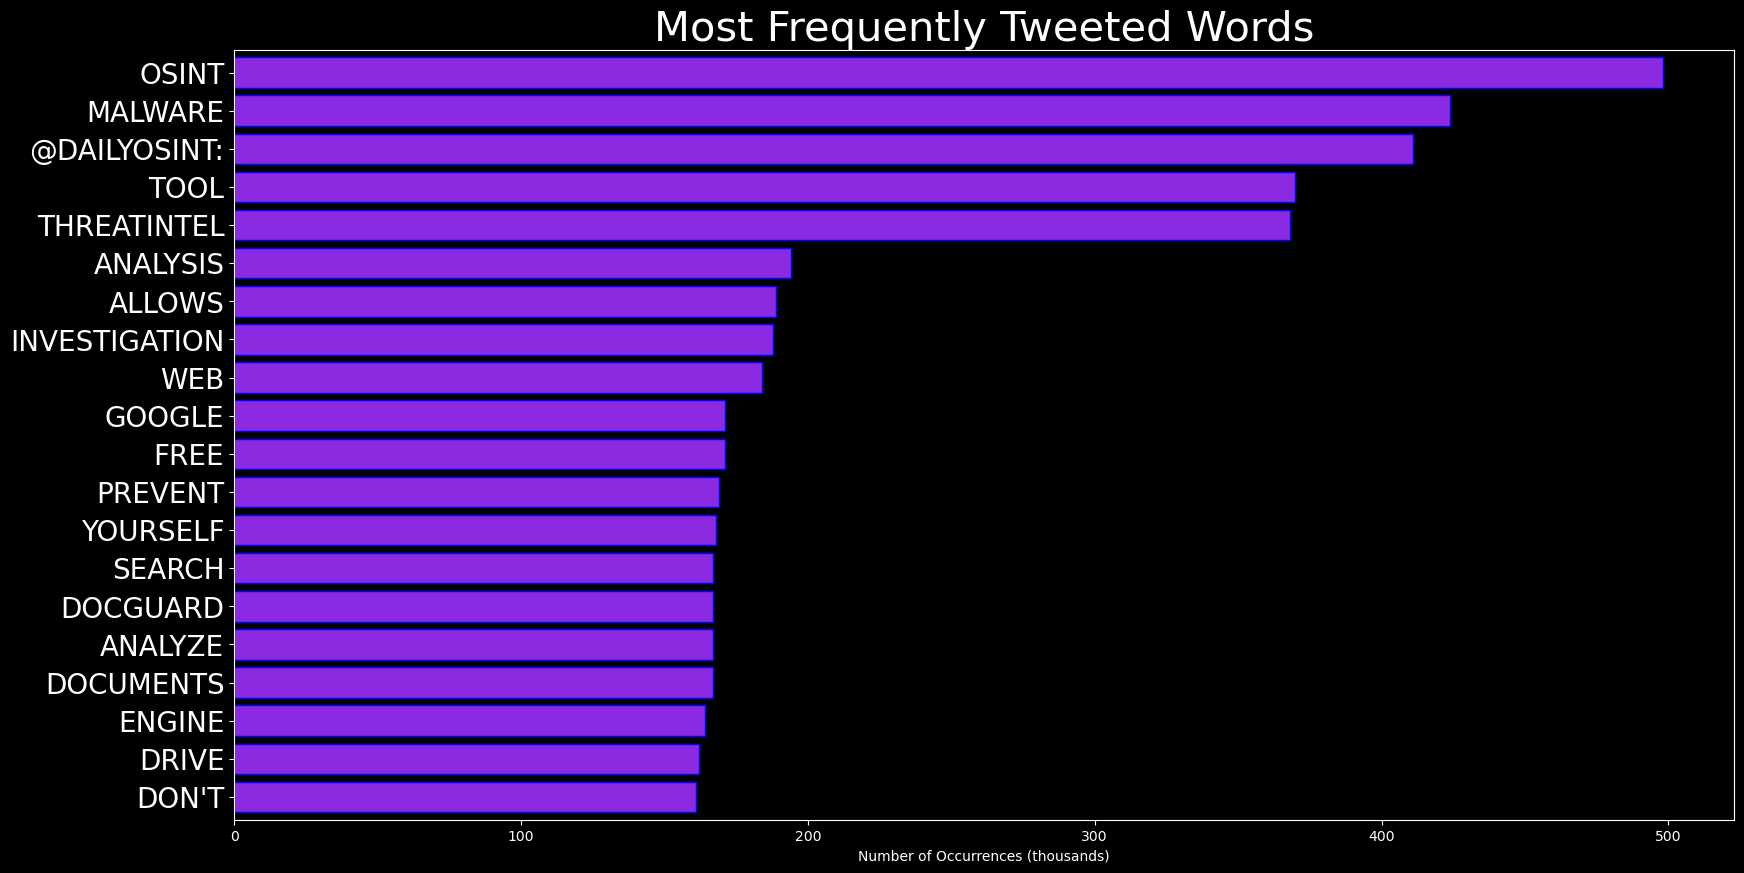 Most Frequently Tweeted Words
OSINT
MALWARE
@DAILYOSINT:
TOOL
THREATINTEL
ANALYSIS
ALLOWS
INVESTIGATION
WEB
GOOGLE
FREE
PREVENT
YOURSELF
SEARCH
DOCGUARD
ANALYZE
DOCUMENTS
ENGINE
DRIVE
DON'T
0 100 200 300 400 500
Number of Occurrences (thousands)